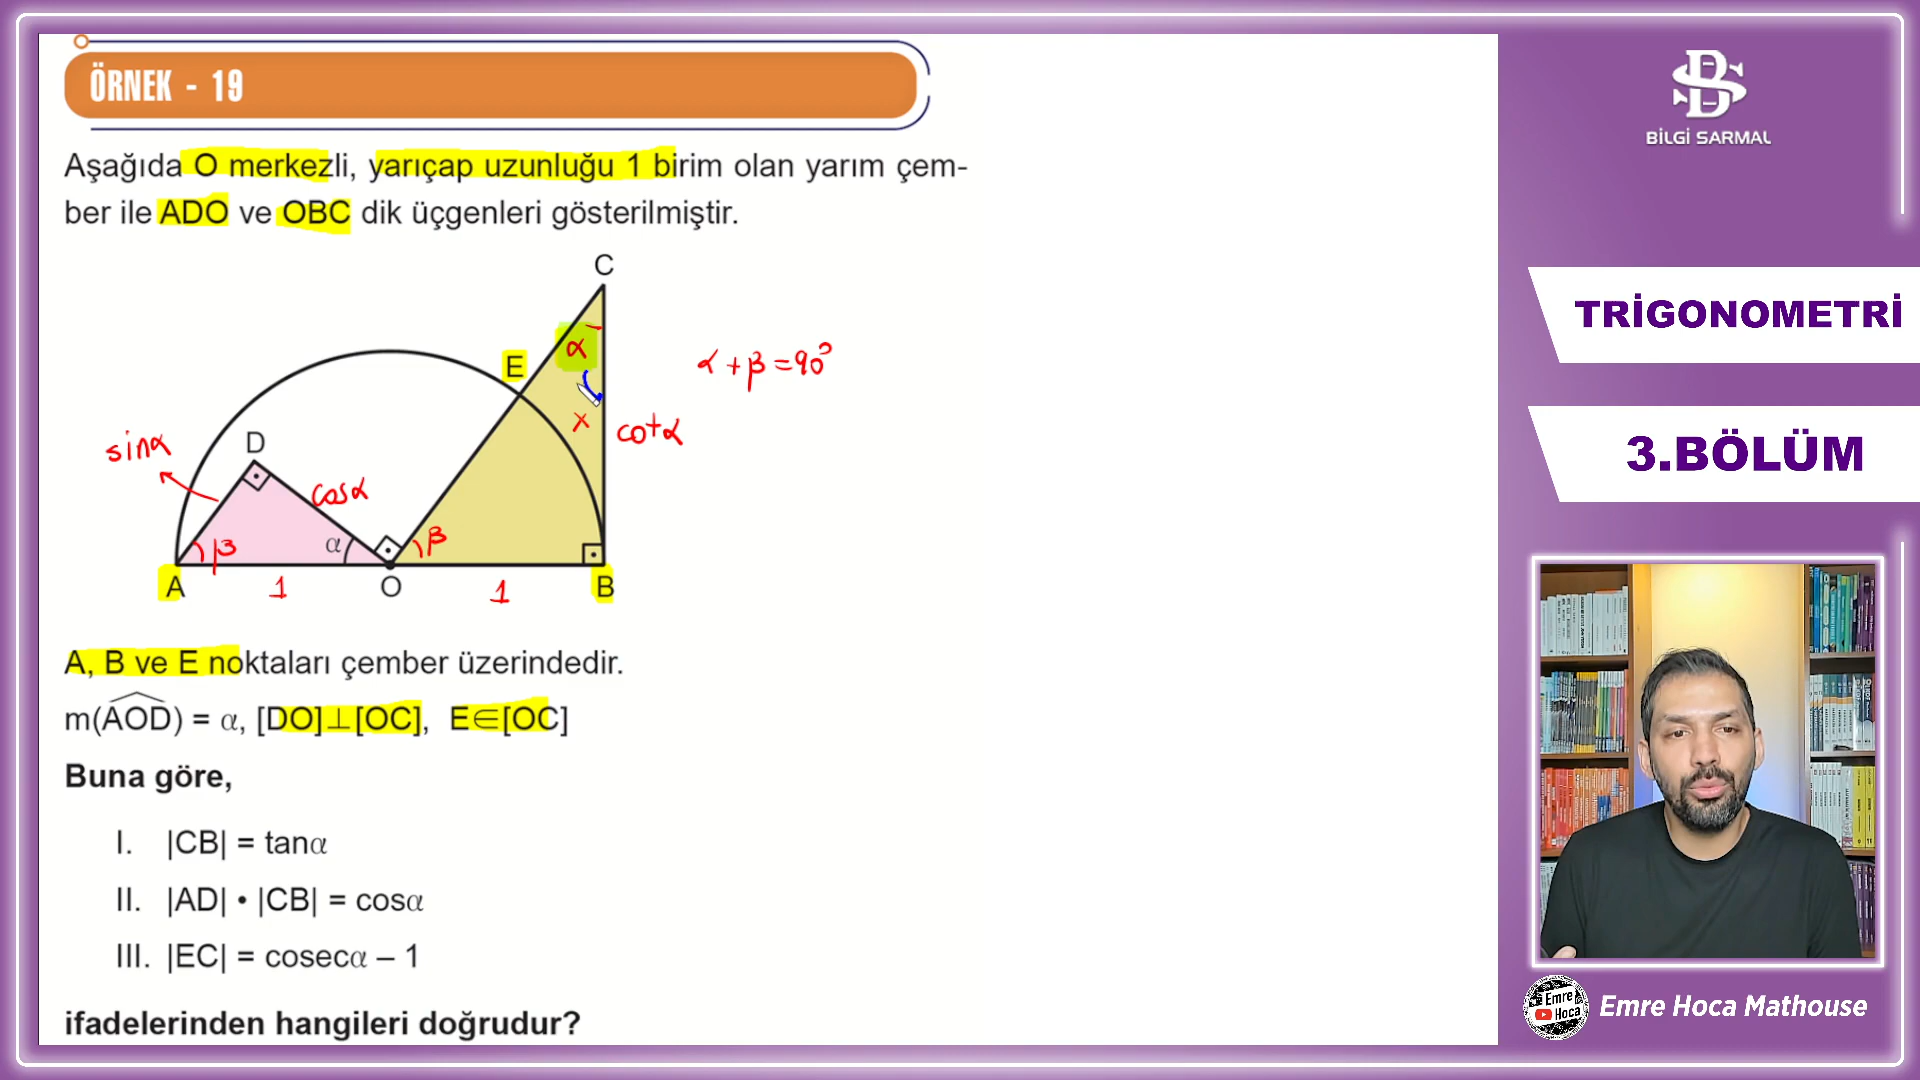 ÖRNEK - 19
Aşağıda O merkezli, yarıçap uzunluğu 1 birim olan yarım çem-
ber ile ADO ve OBC dik üçgenleri gösterilmiştir.
C
E
α
α + β = 90°
x
cotα
sinα
D
cosα
β
α
β
A
1
O
1
B
A, B ve E noktaları çember üzerindedir.
m(AOD) = α, [DO]⊥[OC], E∈[OC]
Buna göre,
I. |CB| = tanα
II. |AD| • |CB| = cosα
III. |EC| = cosecα – 1
ifadelerinden hangileri doğrudur?
BİLGİ SARMAL
TRİGONOMETRİ
3.BÖLÜM
Emre
Hoca
Emre Hoca Mathouse